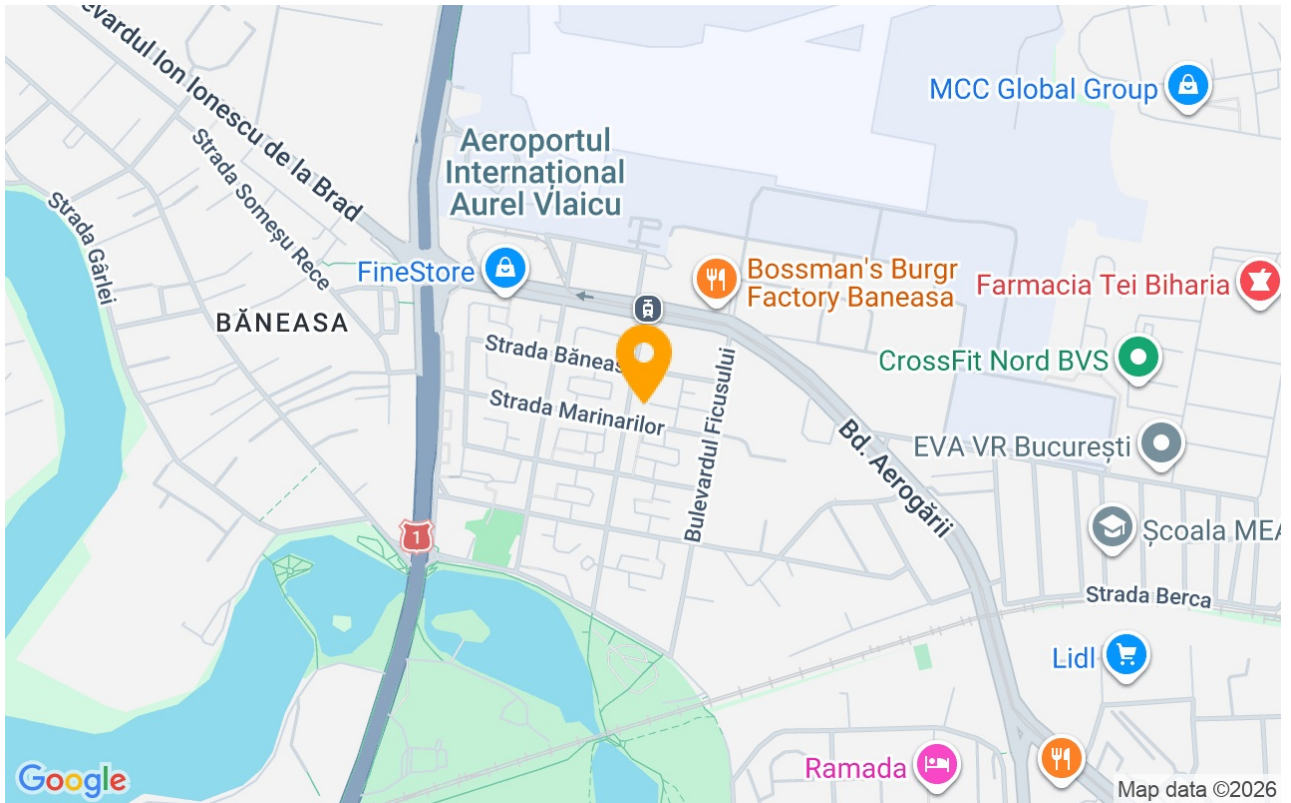 evardul Ion Ionescu de la Brad
MCC Global Group
Aeroportul
Internațional
Aurel Vlaicu
Strada Someșu Rece
Strada Gârlei
FineStore
Bossman's Burgr
Factory Baneasa
Farmacia Tei Biharia
BĂNEASA
Strada Băneas
CrossFit Nord BVS
Strada Marinarilor
Bulevardul Ficusului
Bd. Aerogării
EVA VR București
1
Școala MEA
Strada Berca
Lidl
Ramada
Google
Map data ©2026